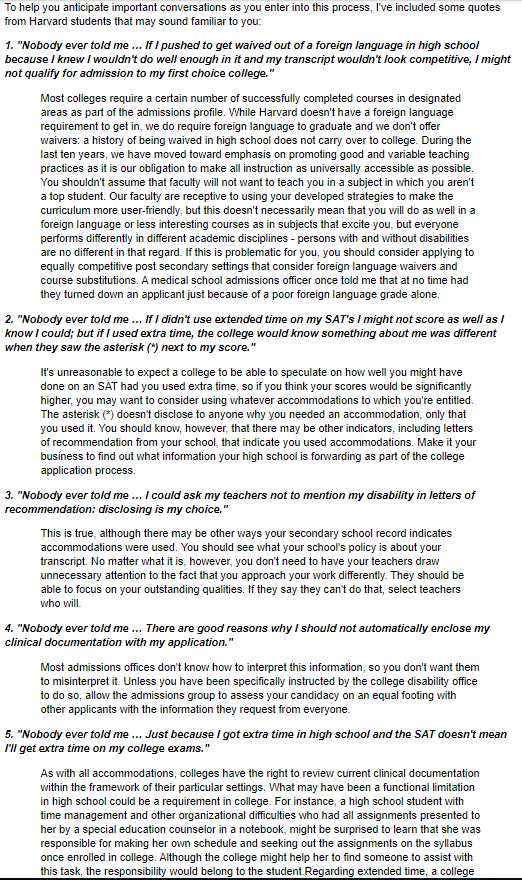 To help you anticipate important conversations as you enter into this process, I've included some quotes
from Harvard students that may sound familiar to you:
1. "Nobody ever told me ... If I pushed to get waived out of a foreign language in high school
because I knew I wouldn't do well enough in it and my transcript wouldn't look competitive, I might
not qualify for admission to my first choice college."
Most colleges require a certain number of successfully completed courses in designated
areas as part of the admissions profile. While Harvard doesn't have a foreign language
requirement to get in, we do require foreign language to graduate and we don't offer
waivers: a history of being waived in high school does not carry over to college. During the
last ten years, we have moved toward emphasis on promoting good and variable teaching
practices as it is our obligation to make all instruction as universally accessible as possible.
You shouldn't assume that faculty will not want to teach you in a subject in which you aren't
a top student. Our faculty are receptive to using your developed strategies to make the
curriculum more user-friendly, but this doesn't necessarily mean that you will do as well in a
foreign language or less interesting courses as in subjects that excite you, but everyone
performs differently in different academic disciplines - persons with and without disabilities
are no different in that regard. If this is problematic for you, you should consider applying to
equally competitive post secondary settings that consider foreign language waivers and
course substitutions. A medical school admissions officer once told me that at no time had
they turned down an applicant just because of a poor foreign language grade alone.
2. "Nobody ever told me ... If I didn't use extended time on my SAT's I might not score as well as I
know I could; but if I used extra time, the college would know something about me was different
when they saw the asterisk (*) next to my score."
It's unreasonable to expect a college to be able to speculate on how well you might have
done on an SAT had you used extra time, so if you think your scores would be significantly
higher, you may want to consider using whatever accommodations to which you're entitled.
The asterisk (*) doesn't disclose to anyone why you needed an accommodation, only that
you used it. You should know, however, that there may be other indicators, including letters
of recommendation from your school, that indicate you used accommodations. Make it your
business to find out what information your high school is forwarding as part of the college
application process.
3. "Nobody ever told me ... I could ask my teachers not to mention my disability in letters of
recommendation: disclosing is my choice."
This is true, although there may be other ways your secondary school record indicates
accommodations were used. You should see what your school's policy is about your
transcript. No matter what it is, however, you don't need to have your teachers draw
unnecessary attention to the fact that you approach your work differently. They should be
able to focus on your outstanding qualities. If they say they can't do that, select teachers
who will.
4. "Nobody ever told me ... There are good reasons why I should not automatically enclose my
clinical documentation with my application."
Most admissions offices don't know how to interpret this information, so you don't want them
to misinterpret it. Unless you have been specifically instructed by the college disability office
to do so, allow the admissions group to assess your candidacy on an equal footing with
other applicants with the information they request from everyone.
5. "Nobody ever told me ... Just because I got extra time in high school and the SAT doesn't mean
I'll get extra time on my college exams."
As with all accommodations, colleges have the right to review current clinical documentation
within the framework of their particular settings. What may have been a functional limitation
in high school could be a requirement in college. For instance, a high school student with
time management and other organizational difficulties who had all assignments presented to
her by a special education counselor in a notebook, might be surprised to learn that she was
responsible for making her own schedule and seeking out the assignments on the syllabus
once enrolled in college. Although the college might help her to find someone to assist with
this task, the responsibility would belong to the student.Regarding extended time, a college